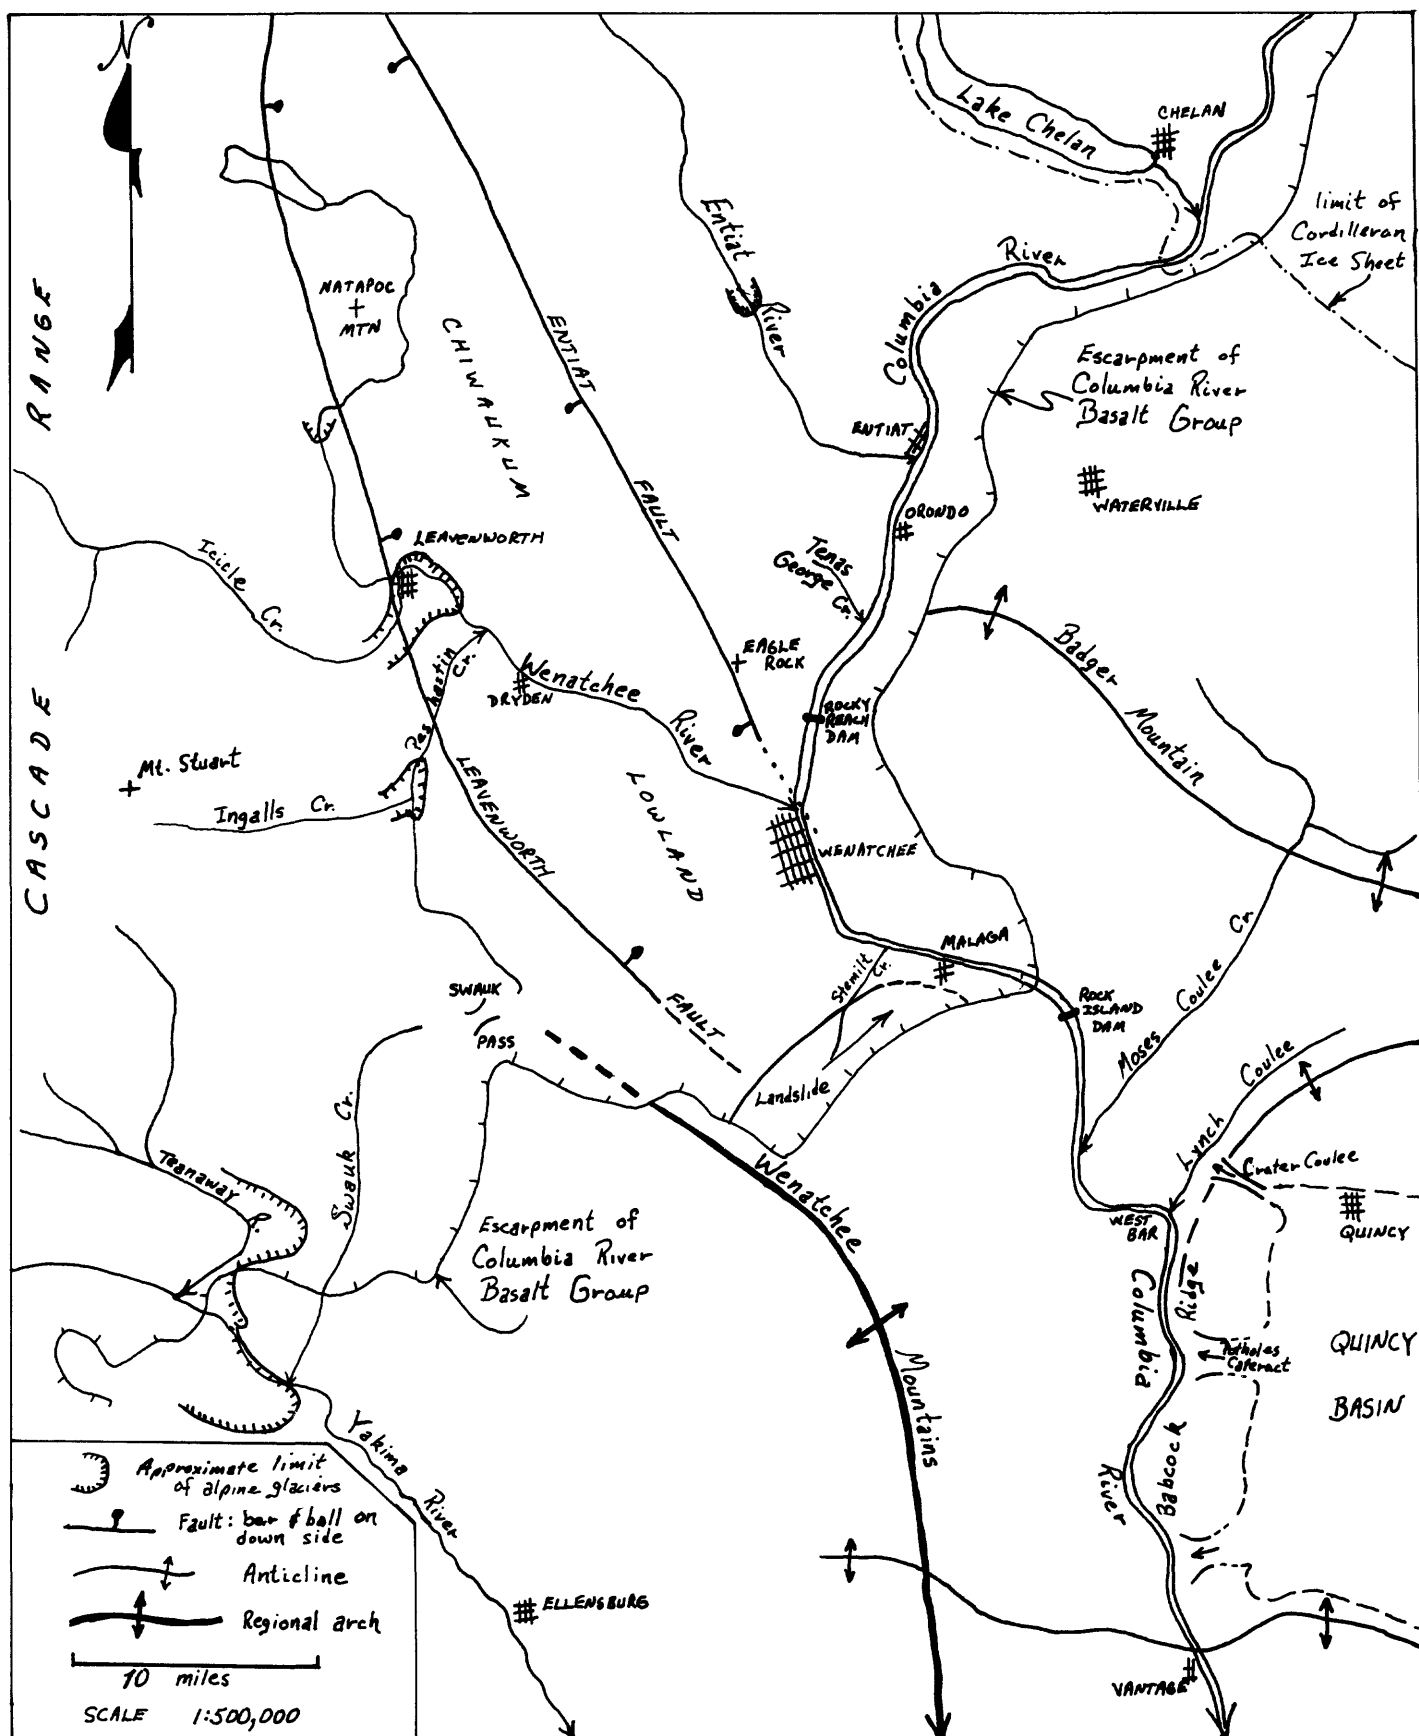 N
Lake Chelan
CHELAN
limit of
Cordilleran
Ice Sheet
Entiat
River
Columbia
River
RANGE
NATAPOC
MTN
CHIWAUKUM
ENTIAT
FAULT
Escarpment of
Columbia River
Basalt Group
ENTIAT
WATERVILLE
ORONDO
Icicle
Cr.
LEAVENWORTH
Tenas
George Cr.
EAGLE
ROCK
Badger
Mountain
Peshastin
Cr.
Wenatchee
River
DRYDEN
ROCKY
REACH
DAM
CASCADE
Mt. Stuart
Ingalls Cr.
LEAVENWORTH
FAULT
LOWLAND
WENATCHEE
MALAGA
Stemilt
Cr.
ROCK
ISLAND
DAM
Moses
Coulee
Cr.
SWAUK
PASS
Landslide
Lynch
Coulee
Crater Coulee
QUINCY
Teanaway
R.
Swauk Cr.
Wenatchee
Mountains
WEST
BAR
Escarpment of
Columbia River
Basalt Group
Columbia
River
Babcock
Ridge
Potholes
Cateract
QUINCY
BASIN
Yakima
River
ELLENSBURG
VANTAGE
Approximate limit
of alpine glaciers
Fault: bar & ball on
down side
Anticline
Regional arch
10 miles
SCALE 1:500,000